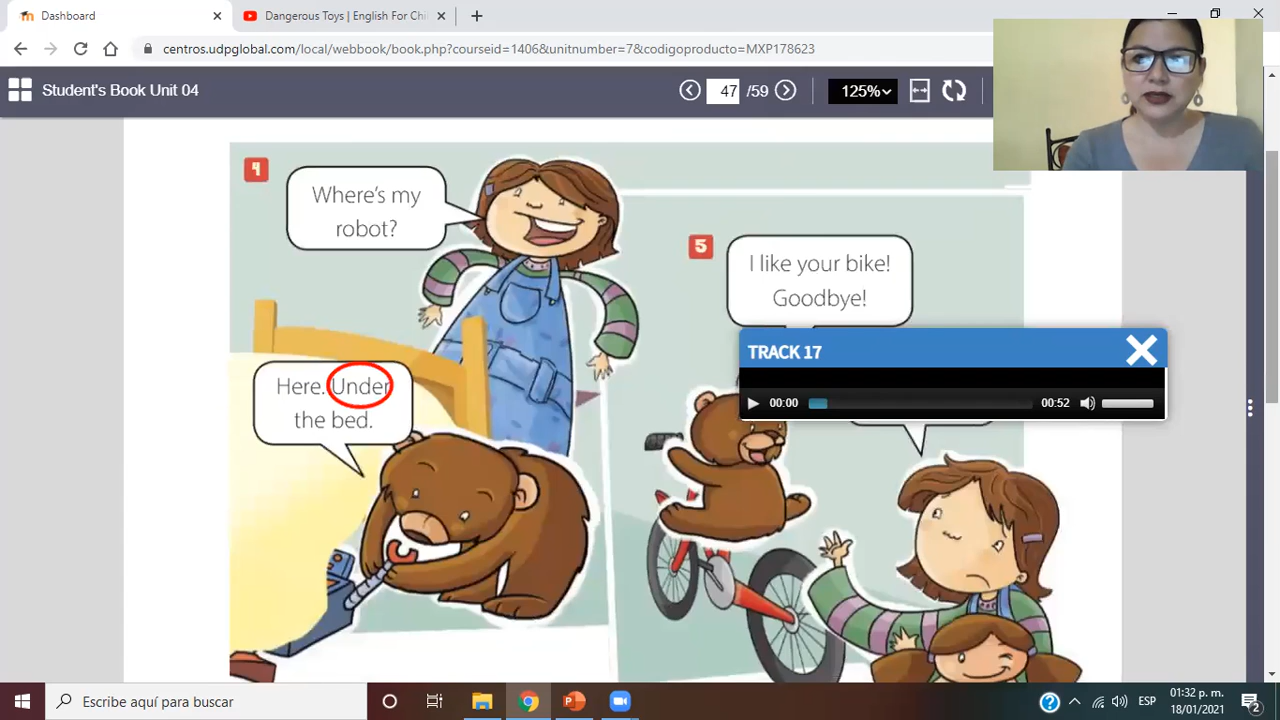 Dashboard
Dangerous Toys | English For Chi
centros.udpglobal.com/local/webbook/book.php?courseid=1406&unitnumber=7&codigoproducto=MXP178623
Student's Book Unit 04
47 /59
125%
4
Where's my
robot?
5
I like your bike!
Goodbye!
TRACK 17
00:00
00:52
Here. Under
the bed.
Escribe aquí para buscar
ESP
01:32 p. m.
18/01/2021
2